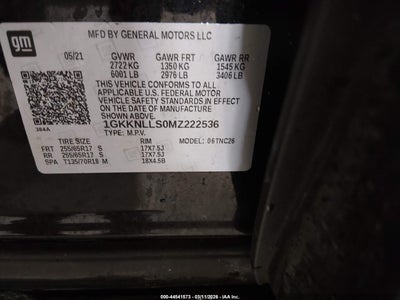 gm
MFD BY GENERAL MOTORS LLC
05/21 GVWR GAWR FRT GAWR RR
2722 KG 1350 KG 1545 KG
6001 LB 2976 LB 3406 LB
THIS VEHICLE CONFORMS TO ALL
APPLICABLE U.S. FEDERAL MOTOR
VEHICLE SAFETY STANDARDS IN EFFECT
ON THE DATE OF MANUFACTURE
SHOWN ABOVE.
384A 1GKKNLLS0MZ222536
TYPE: M.P.V. MODEL: 06TNC26
TIRE SIZE RIM
FRT 255/65R17 S 17X7.5J
RR 255/65R17 S 17X7.5J
SPA T135/70R18 M 18X4.5B
000-44541573 - 03/11/2026 - IAA Inc.